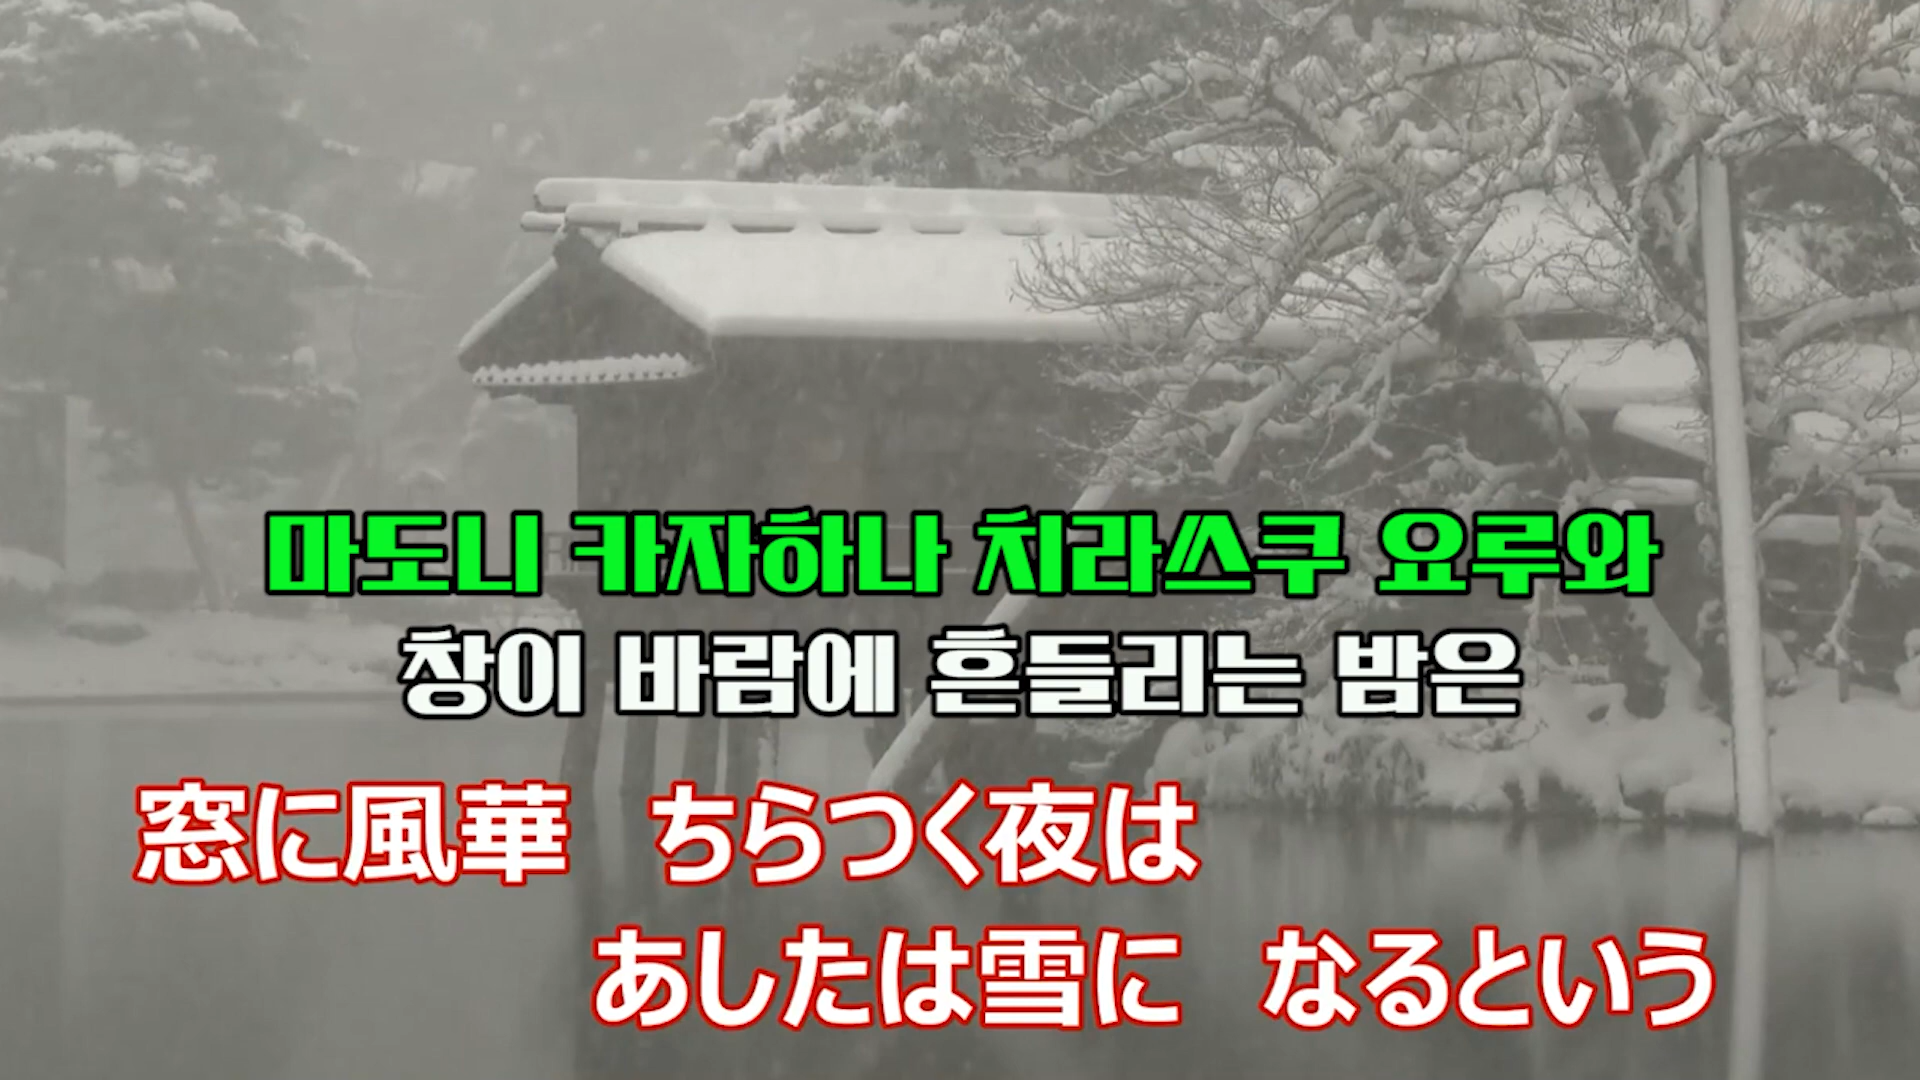 마도니 카자하나 치라쓰쿠 요루와
창이 바람에 흔들리는 밤은
窓に風華　ちらつく夜は
あしたは雪に　なるという